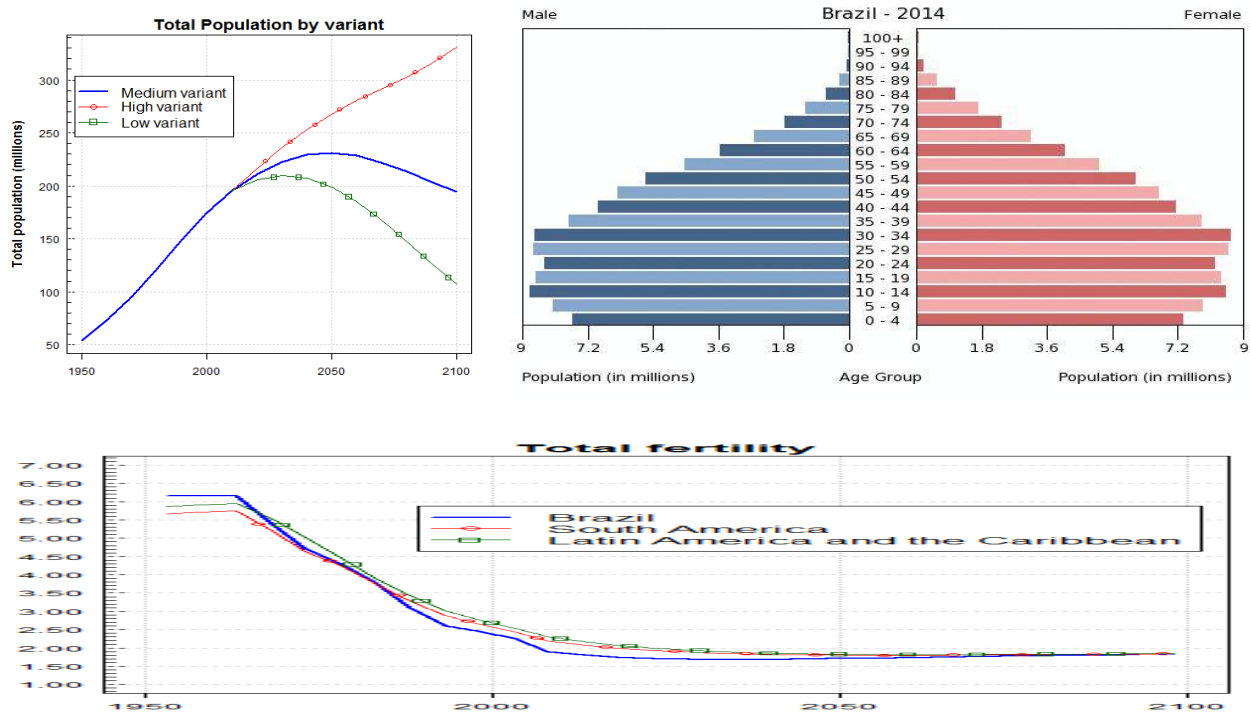 Total Population by variant
Total population (millions)
300
250
200
150
100
50
Medium variant
High variant
Low variant
1950 2000 2050 2100
Male Brazil - 2014 Female
100+
95 - 99
90 - 94
85 - 89
80 - 84
75 - 79
70 - 74
65 - 69
60 - 64
55 - 59
50 - 54
45 - 49
40 - 44
35 - 39
30 - 34
25 - 29
20 - 24
15 - 19
10 - 14
5 - 9
0 - 4
9 7.2 5.4 3.6 1.8 0 0 1.8 3.6 5.4 7.2 9
Population (in millions) Age Group Population (in millions)
Total fertility
7.00
6.50
6.00
5.50
5.00
4.50
4.00
3.50
3.00
2.50
2.00
1.50
1.00
Brazil
South America
Latin America and the Caribbean
1950 2000 2050 2100